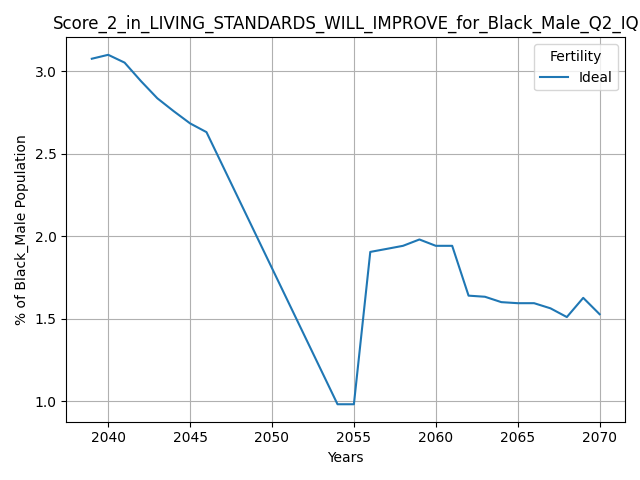 Score_2_in_LIVING_STANDARDS_WILL_IMPROVE_for_Black_Male_Q2_IQ
Fertility
Ideal
% of Black_Male Population
3.0
2.5
2.0
1.5
1.0
2040 2045 2050 2055 2060 2065 2070
Years